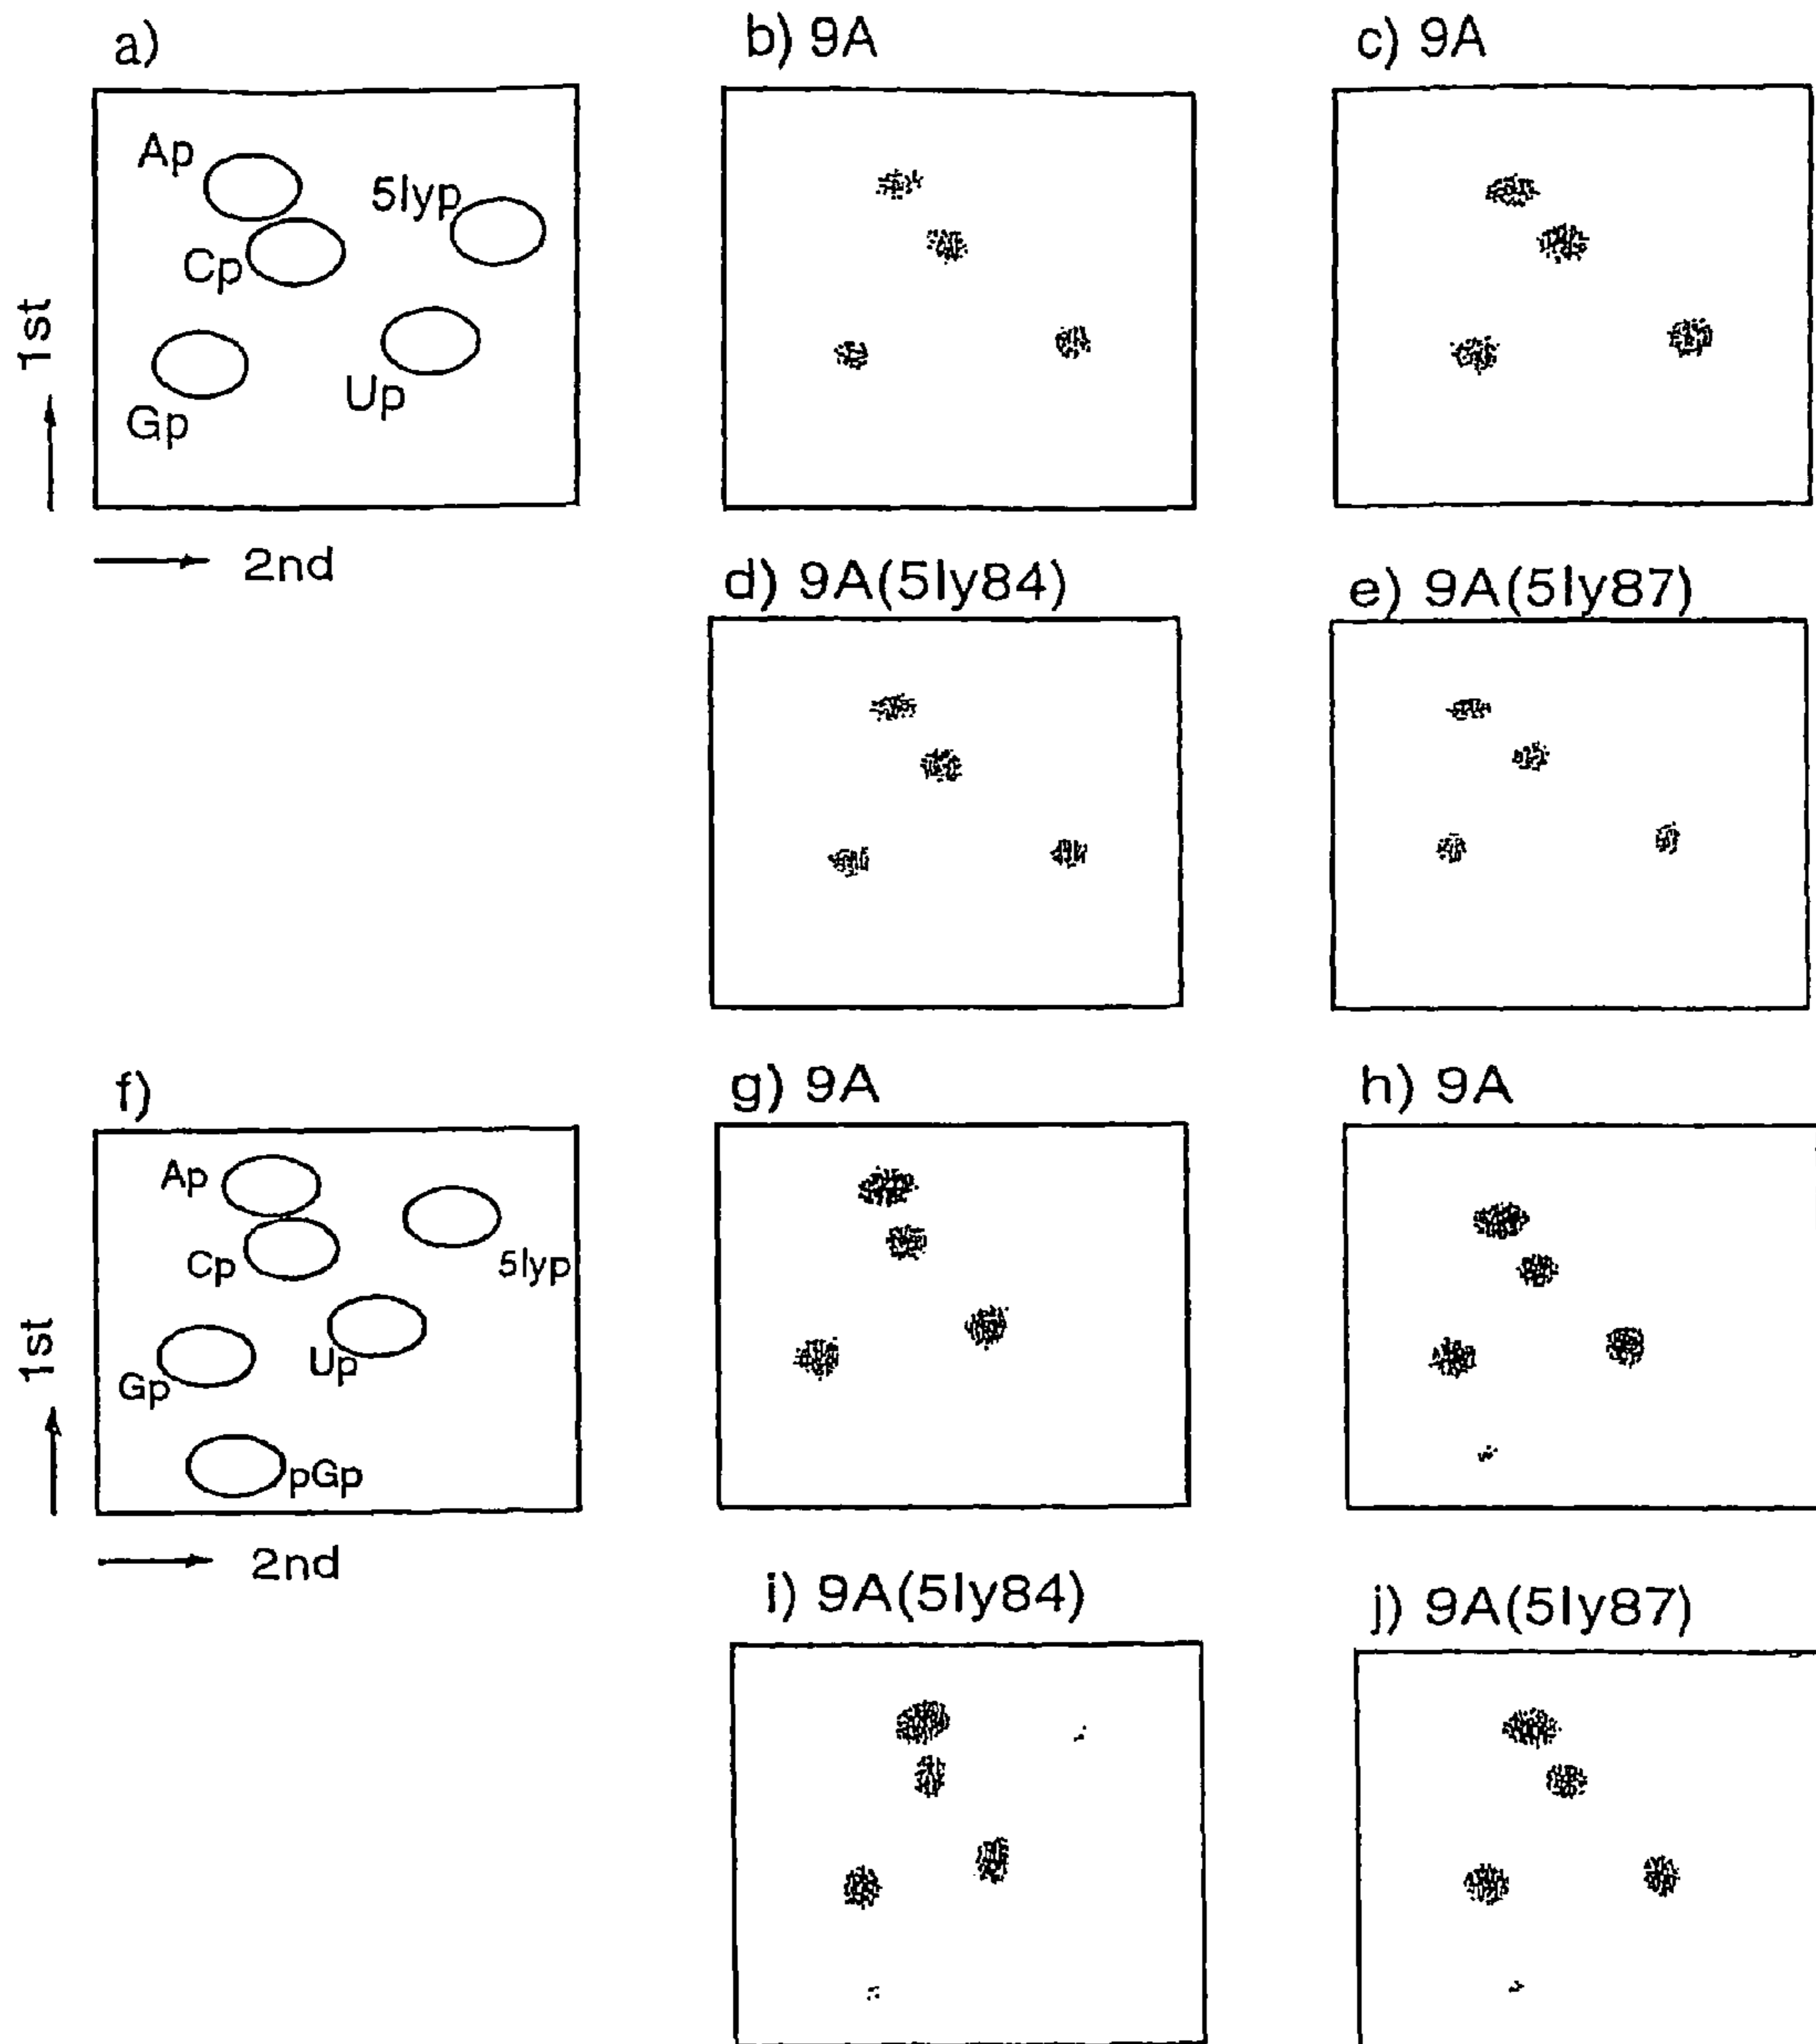 a)
b) 9A
c) 9A
Ap
5lyp
Cp
Gp
Up
1st
2nd
d) 9A(5ly84)
e) 9A(5ly87)
f)
g) 9A
h) 9A
Ap
Cp
5lyp
Gp
Up
pGp
1st
2nd
i) 9A(5ly84)
j) 9A(5ly87)